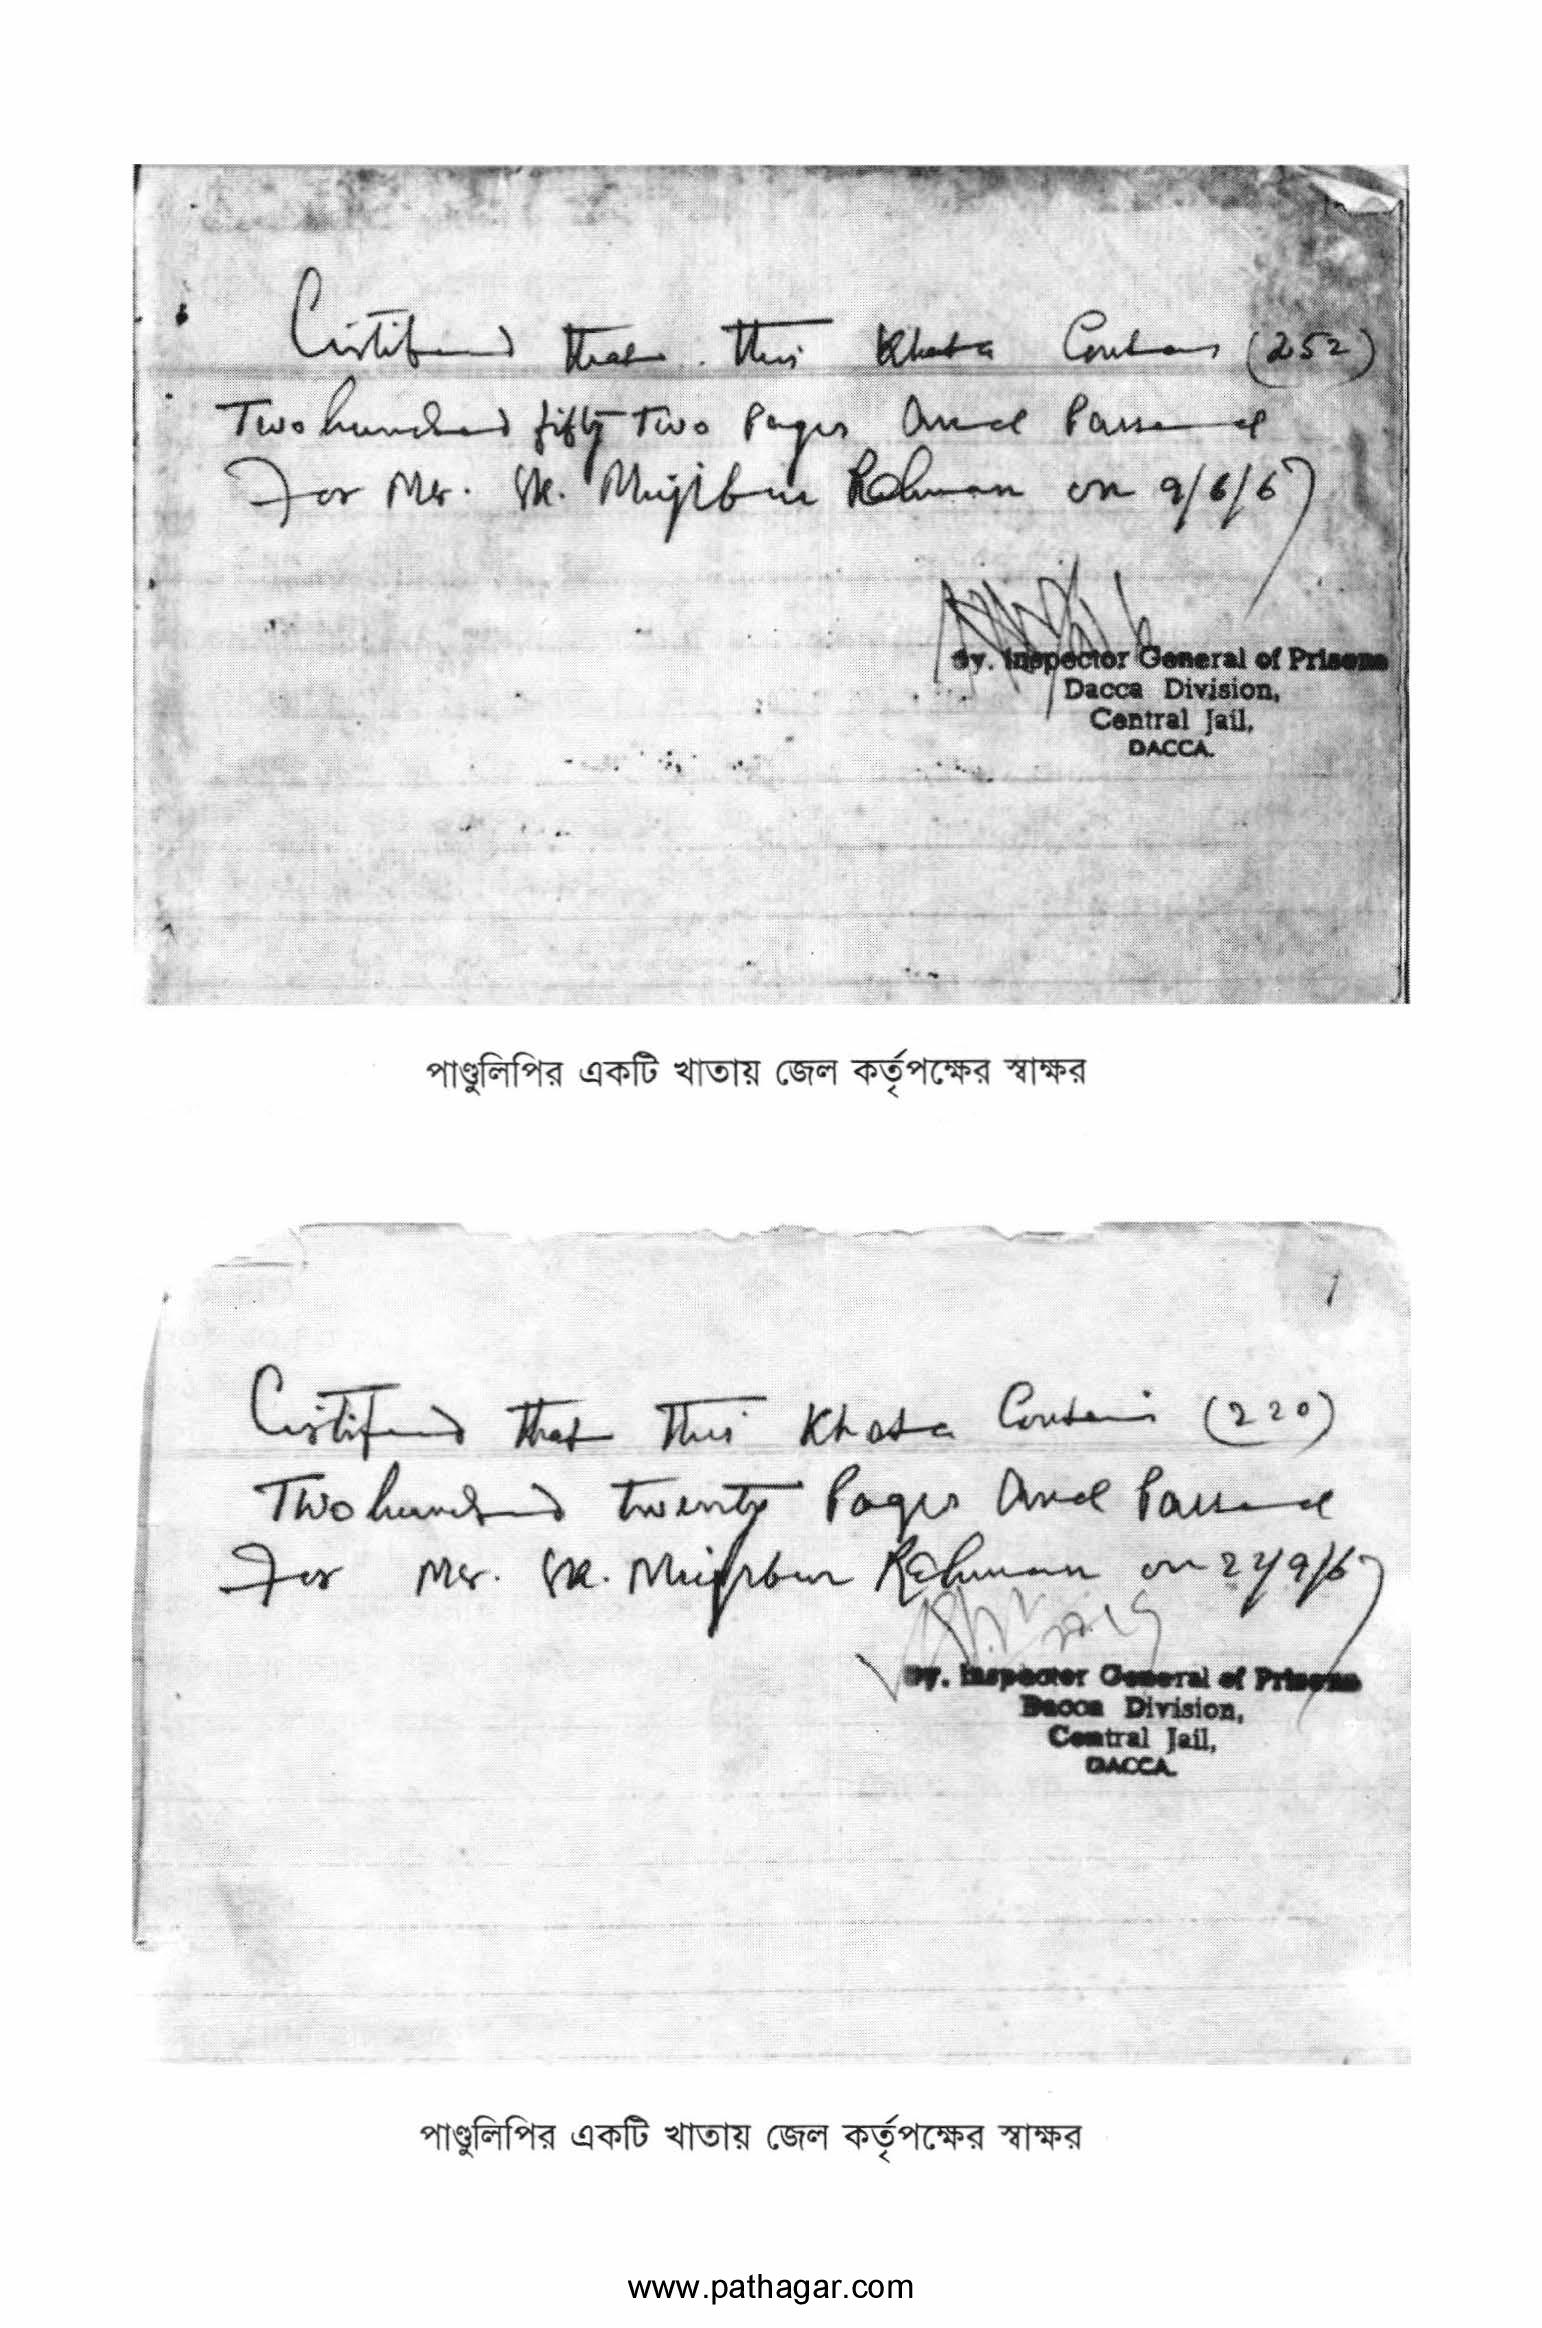 Certified that this Khata Contains (252)
Two hundred fifty Two Pages and Passed
For Mr. Sk. Mujibur Rahman on 9/6/67
Dy. Inspector General of Prisons
Dacca Division,
Central Jail,
DACCA.
পাণ্ডুলিপির একটি খাতায় জেল কর্তৃপক্ষের স্বাক্ষর
1
Certified that this Khata Contains (220)
Two hundred twenty Pages and Passed
For Mr. Sk. Mujibur Rahman on 22/9/67
Dy. Inspector General of Prisons
Dacca Division,
Central Jail,
DACCA.
পাণ্ডুলিপির একটি খাতায় জেল কর্তৃপক্ষের স্বাক্ষর
www.pathagar.com